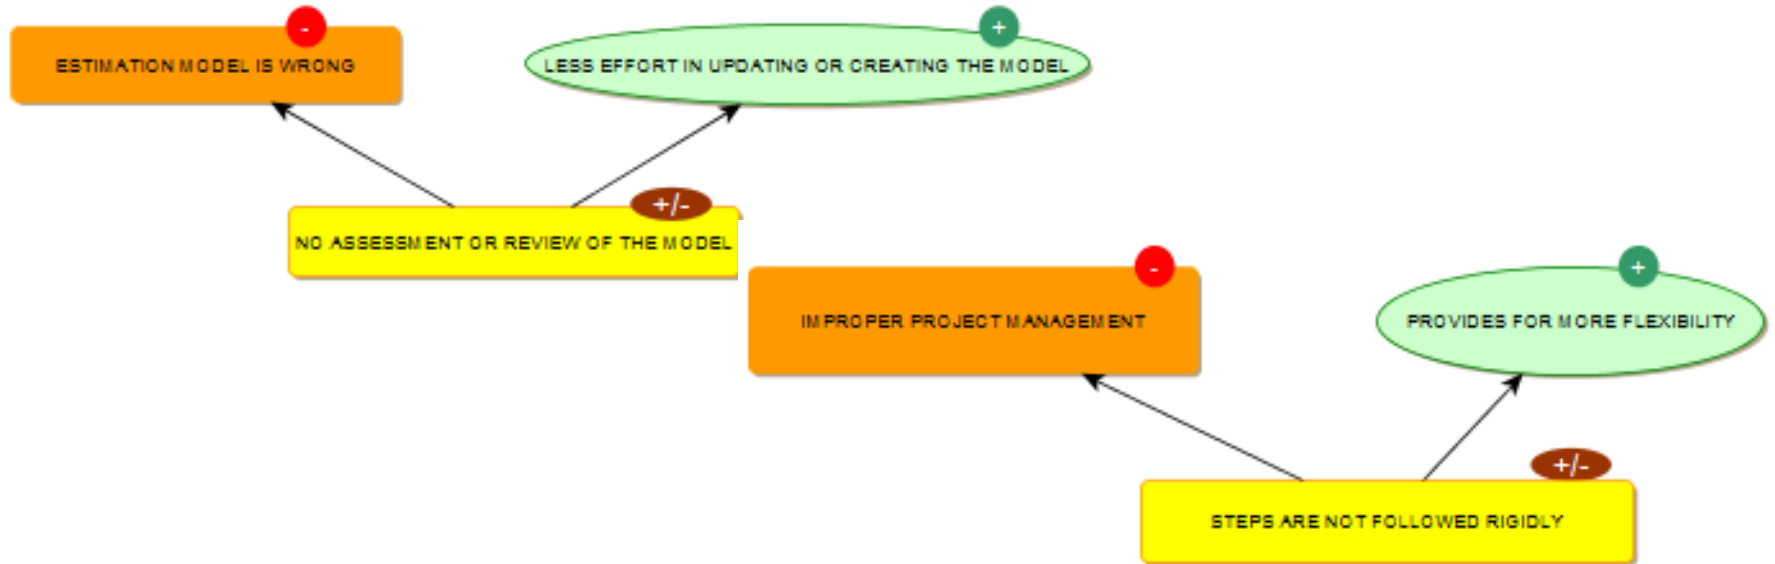 -
+
ESTIMATION MODEL IS WRONG
LESS EFFORT IN UPDATING OR CREATING THE MODEL
+/-
NO ASSESSMENT OR REVIEW OF THE MODEL
-
+
IMPROPER PROJECT MANAGEMENT
PROVIDES FOR MORE FLEXIBILITY
+/-
STEPS ARE NOT FOLLOWED RIGIDLY